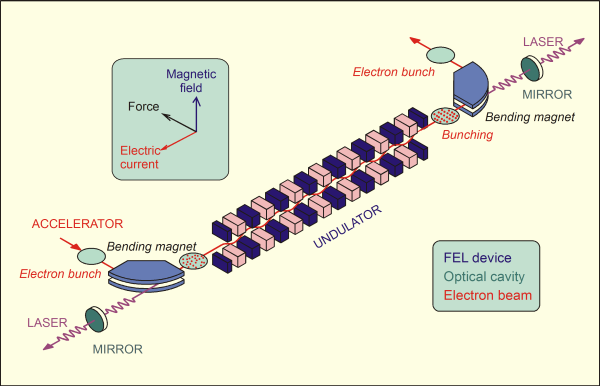 LASER
Magnetic
field
Force
Electric
current
Electron bunch
MIRROR
Bending magnet
Bunching
UNDULATOR
ACCELERATOR
Bending magnet
Electron bunch
LASER
MIRROR
FEL device
Optical cavity
Electron beam